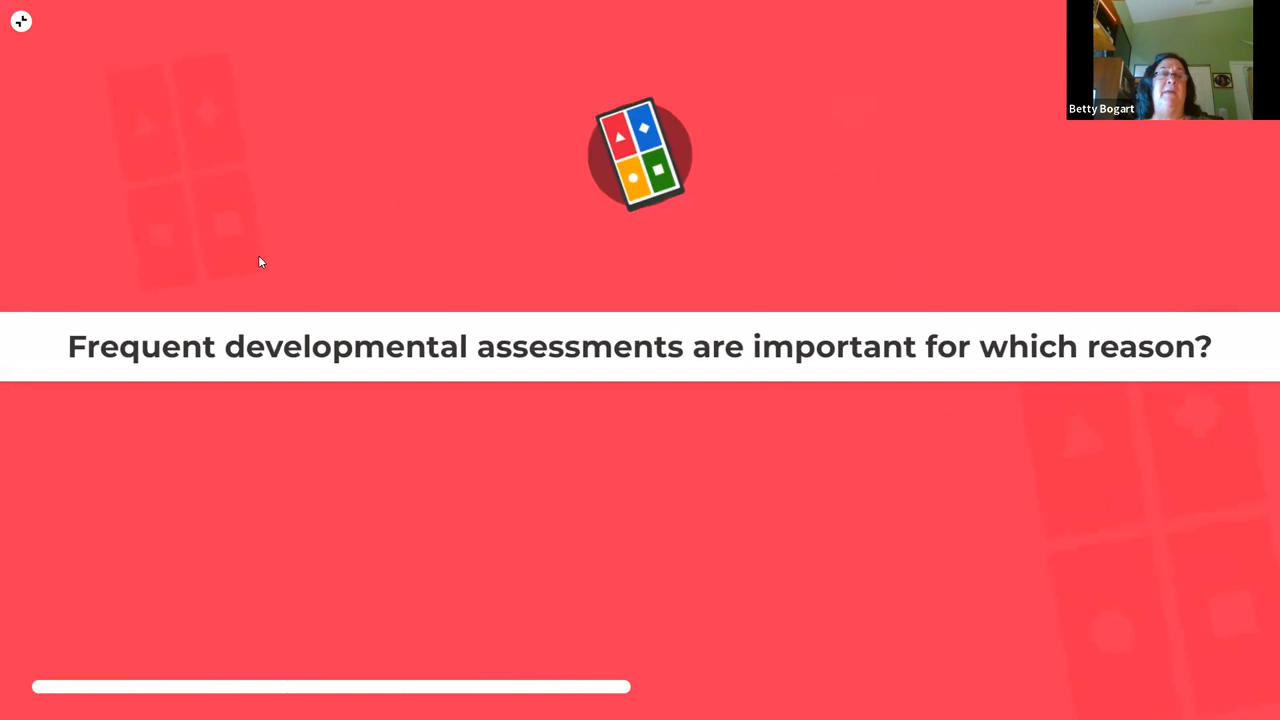 Betty Bogart
Frequent developmental assessments are important for which reason?